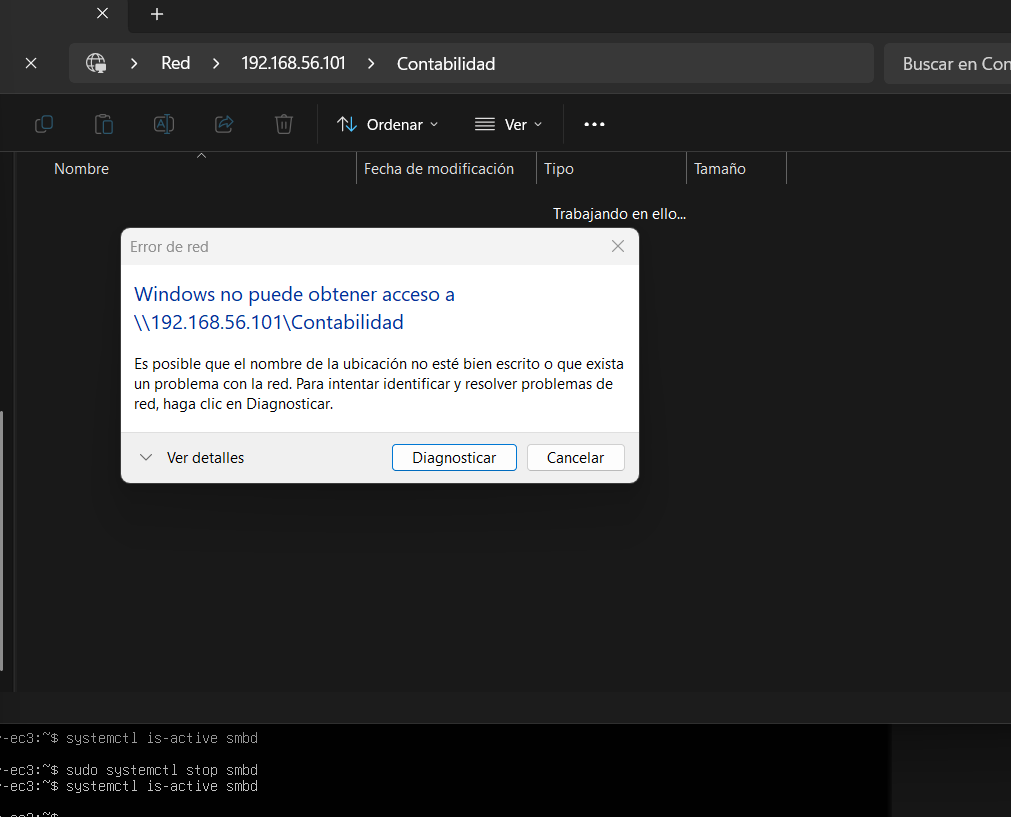 Red 192.168.56.101 Contabilidad
Buscar en Con
Ordenar Ver
Nombre Fecha de modificación Tipo Tamaño
Trabajando en ello...
Error de red
Windows no puede obtener acceso a
\\192.168.56.101\Contabilidad
Es posible que el nombre de la ubicación no esté bien escrito o que exista
un problema con la red. Para intentar identificar y resolver problemas de
red, haga clic en Diagnosticar.
Ver detalles Diagnosticar Cancelar
-ec3:~$ systemctl is-active smbd
-ec3:~$ sudo systemctl stop smbd
-ec3:~$ systemctl is-active smbd
-ec3:~$